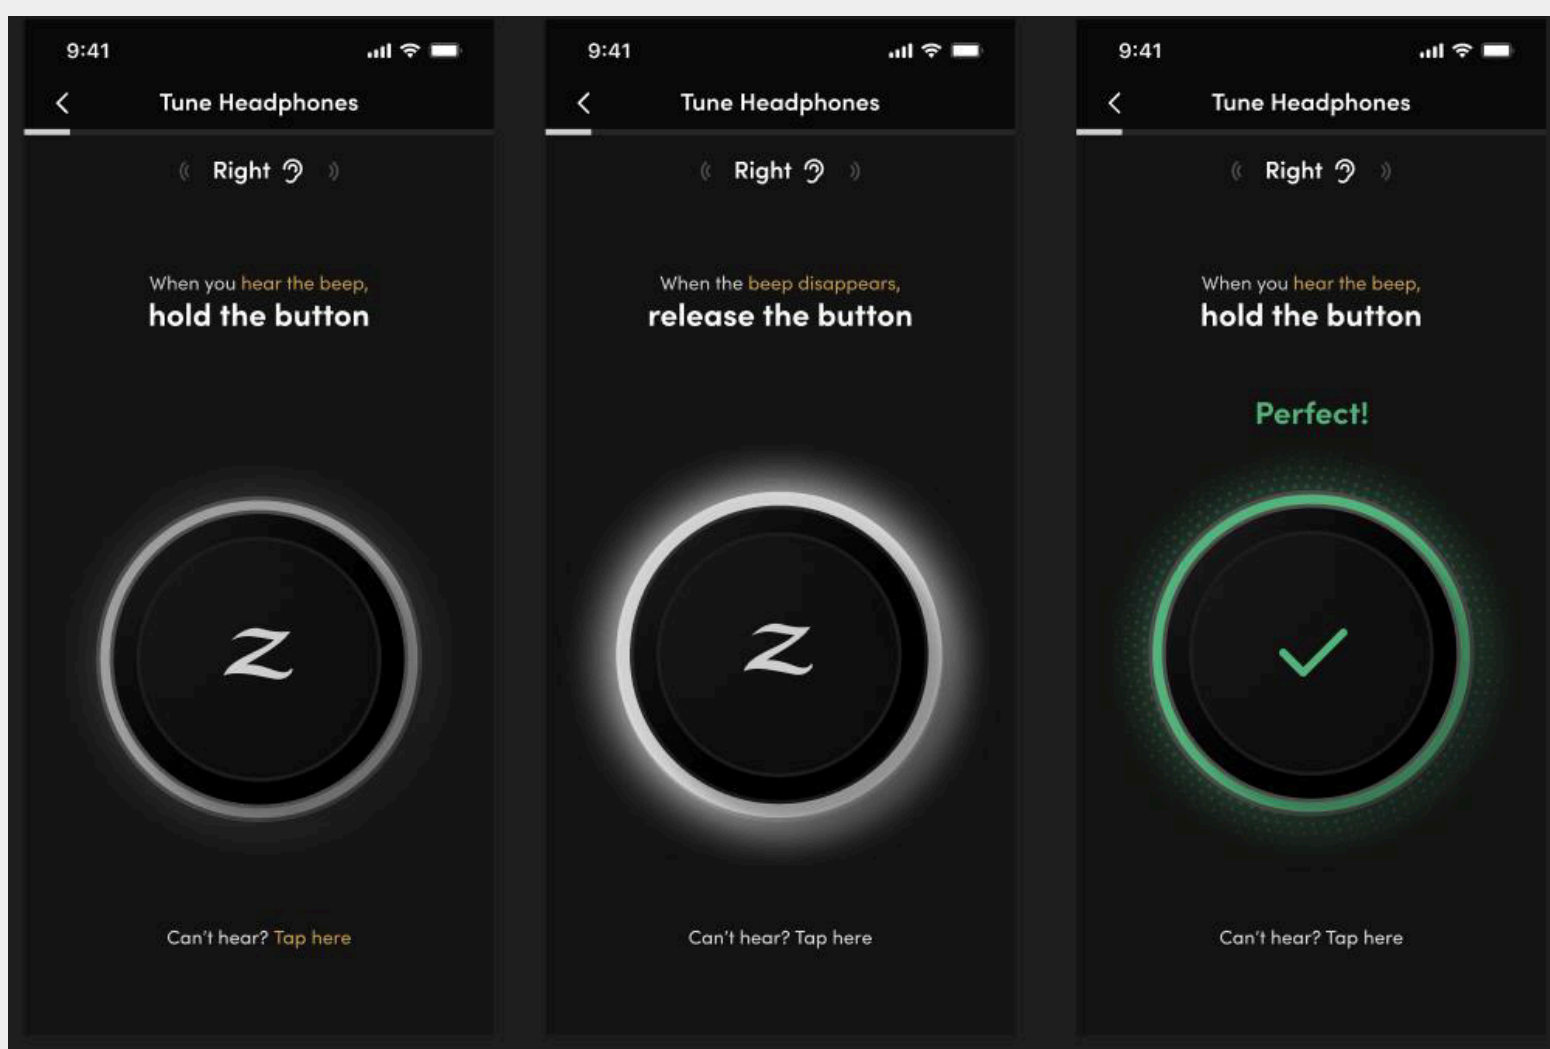 9:41
Tune Headphones
Right
When you hear the beep,
hold the button
Z
Can't hear? Tap here
9:41
Tune Headphones
Right
When the beep disappears,
release the button
Z
Can't hear? Tap here
9:41
Tune Headphones
Right
When you hear the beep,
hold the button
Perfect!
Can't hear? Tap here